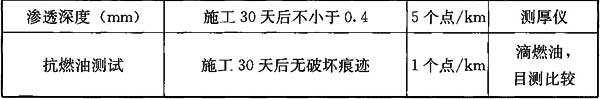 渗透深度（mm） 施工30天后不小于0.4 5个点/km 测厚仪
抗燃油测试 施工30天后无破坏痕迹 1个点/km 滴燃油，
目测比较